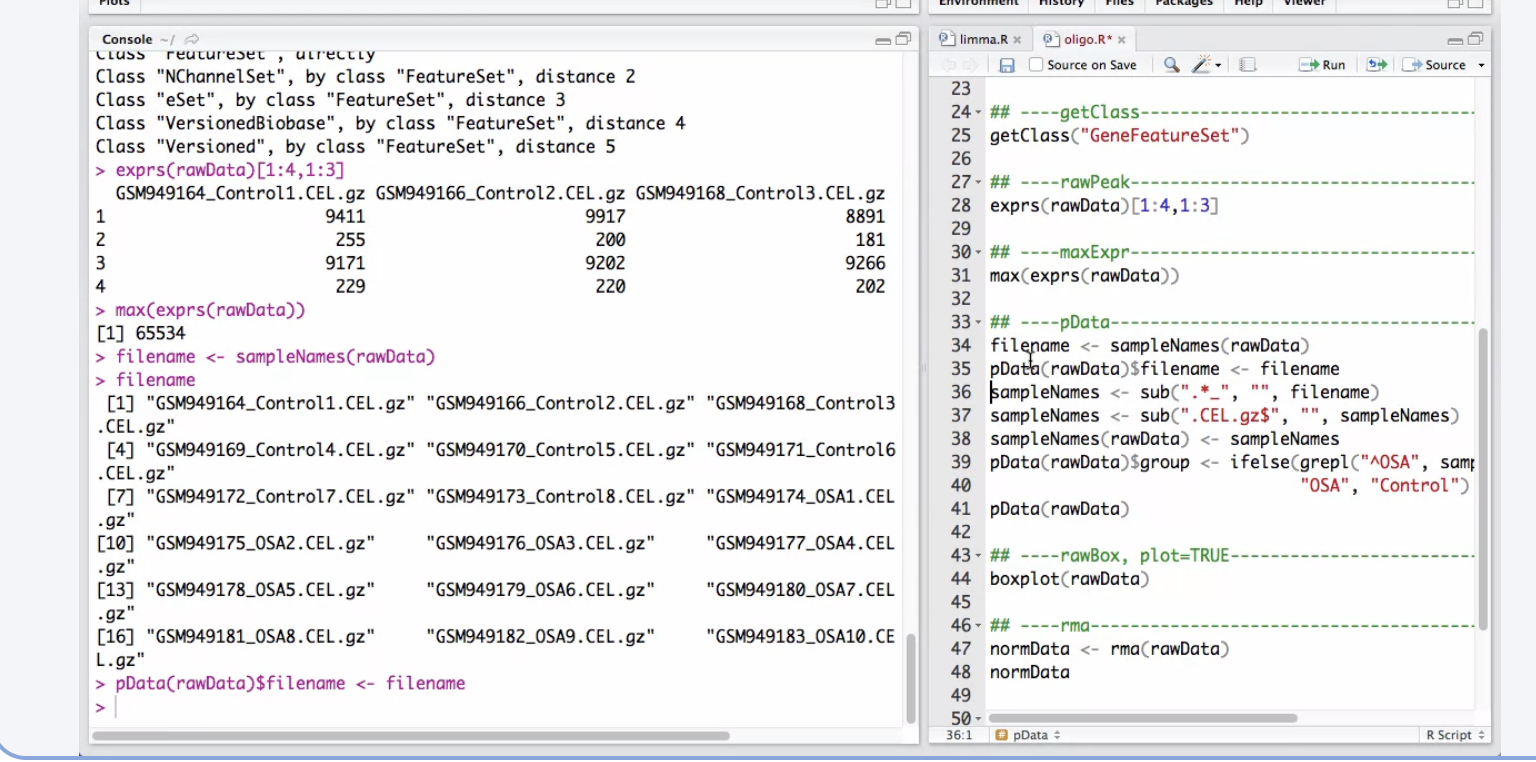 Plots
Console ~/
Class "FeatureSet", directly
Class "NChannelSet", by class "FeatureSet", distance 2
Class "eSet", by class "FeatureSet", distance 3
Class "VersionedBiobase", by class "FeatureSet", distance 4
Class "Versioned", by class "FeatureSet", distance 5
> exprs(rawData)[1:4,1:3]
GSM949164_Control1.CEL.gz GSM949166_Control2.CEL.gz GSM949168_Control3.CEL.gz
1 9411 9917 8891
2 255 200 181
3 9171 9202 9266
4 229 220 202
> max(exprs(rawData))
[1] 65534
> filename <- sampleNames(rawData)
> filename
[1] "GSM949164_Control1.CEL.gz" "GSM949166_Control2.CEL.gz" "GSM949168_Control3
.CEL.gz"
[4] "GSM949169_Control4.CEL.gz" "GSM949170_Control5.CEL.gz" "GSM949171_Control6
.CEL.gz"
[7] "GSM949172_Control7.CEL.gz" "GSM949173_Control8.CEL.gz" "GSM949174_OSA1.CEL
.gz"
[10] "GSM949175_OSA2.CEL.gz" "GSM949176_OSA3.CEL.gz" "GSM949177_OSA4.CEL
.gz"
[13] "GSM949178_OSA5.CEL.gz" "GSM949179_OSA6.CEL.gz" "GSM949180_OSA7.CEL
.gz"
[16] "GSM949181_OSA8.CEL.gz" "GSM949182_OSA9.CEL.gz" "GSM949183_OSA10.CE
L.gz"
> pData(rawData)$filename <- filename
>
Environment History Files Packages Help Viewer
limma.R oligo.R*
Source on Save Run Source
23
24 ## ----getClass----------------------------------
25 getClass("GeneFeatureSet")
26
27 ## ----rawPeak-----------------------------------
28 exprs(rawData)[1:4,1:3]
29
30 ## ----maxExpr-----------------------------------
31 max(exprs(rawData))
32
33 ## ----pData-------------------------------------
34 filename <- sampleNames(rawData)
35 pData(rawData)$filename <- filename
36 sampleNames <- sub(".*_", "", filename)
37 sampleNames <- sub(".CEL.gz$", "", sampleNames)
38 sampleNames(rawData) <- sampleNames
39 pData(rawData)$group <- ifelse(grepl("^OSA", samp
40 "OSA", "Control")
41 pData(rawData)
42
43 ## ----rawBox, plot=TRUE-------------------------
44 boxplot(rawData)
45
46 ## ----rma---------------------------------------
47 normData <- rma(rawData)
48 normData
49
50
36:1 pData R Script